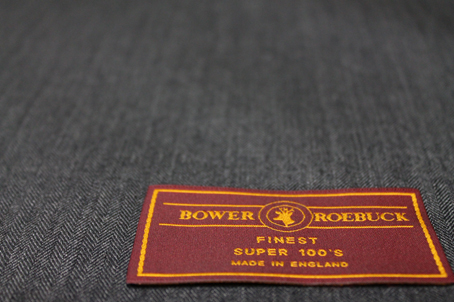 BOWER ROEBUCK
FINEST
SUPER 100'S
MADE IN ENGLAND